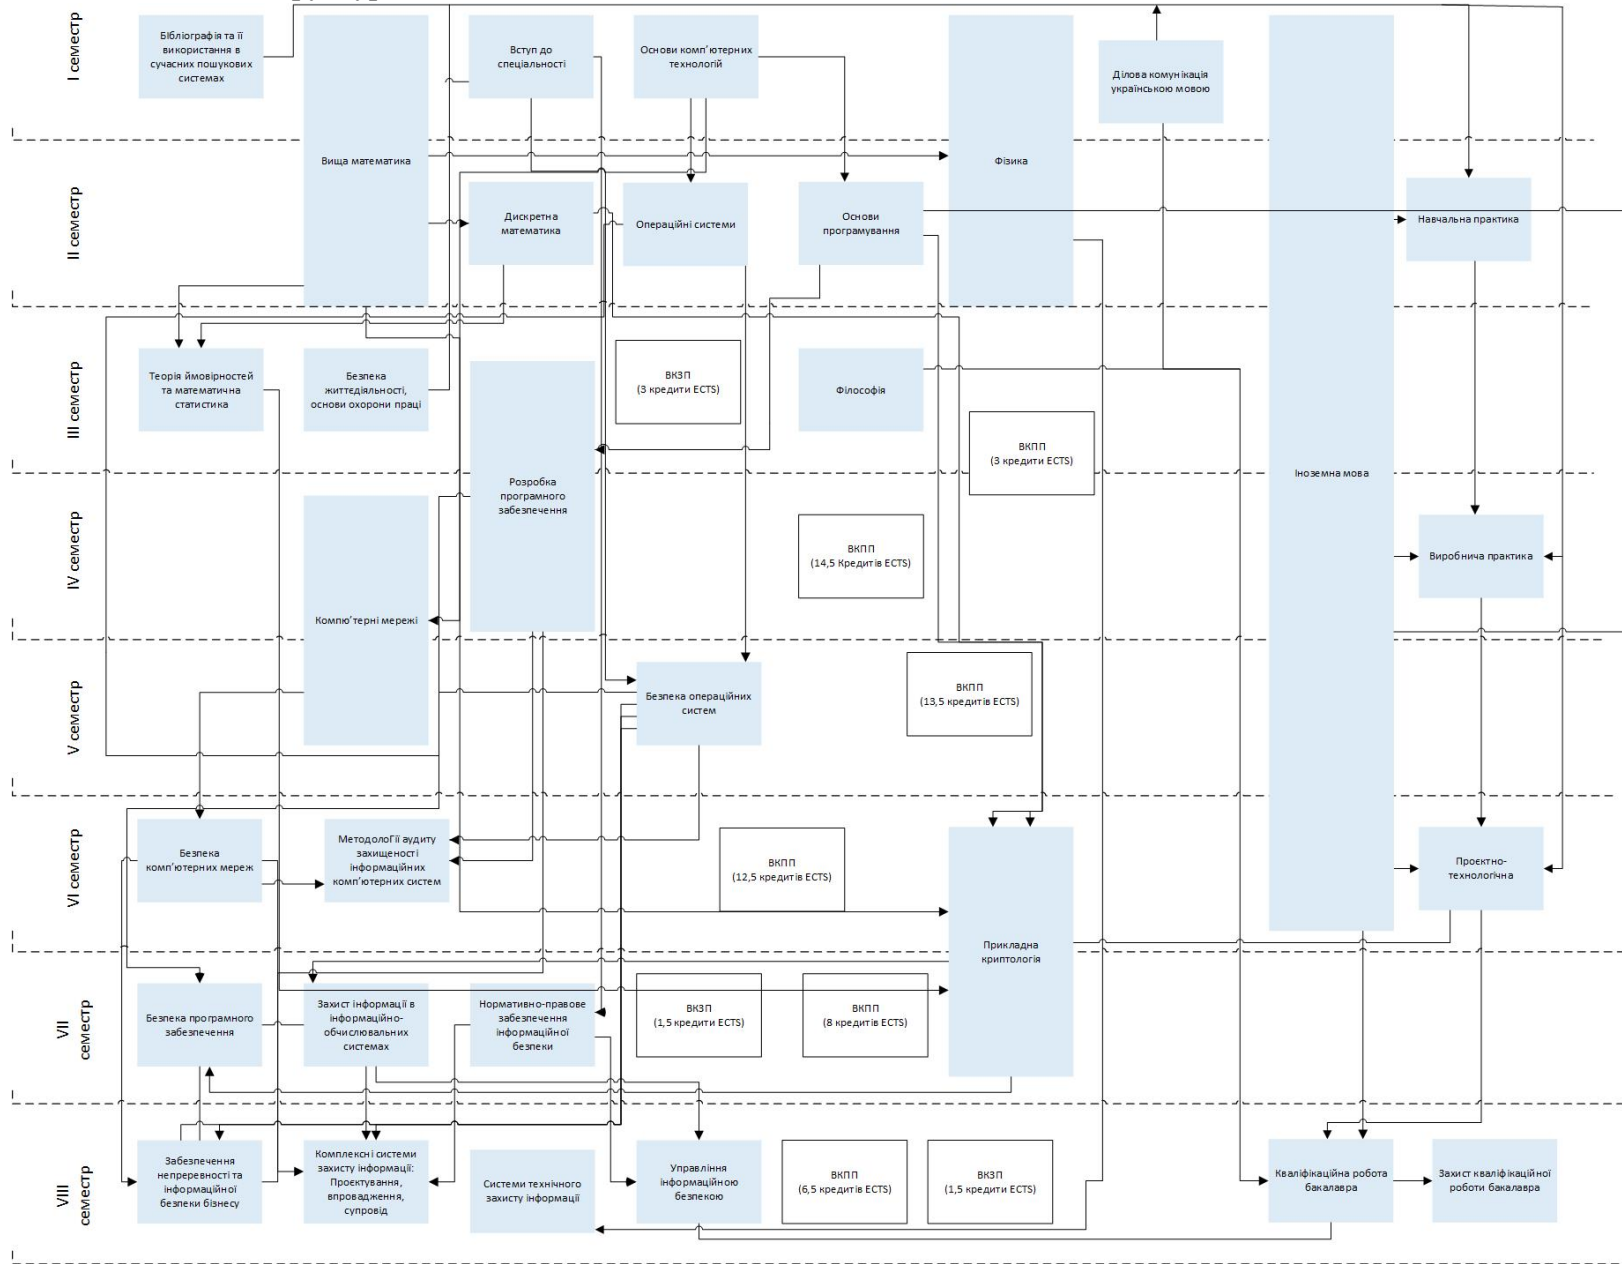 І семестр
Бібліографія та її
використання в
сучасних пошукових
системах
Вступ до
спеціальності
Основи комп'ютерних
технологій
Ділова комунікація
українською мовою
ІІ семестр
Вища математика
Фізика
Дискретна
математика
Операційні системи
Основи
програмування
Навчальна практика
ІІІ семестр
Теорія ймовірностей
та математична
статистика
Безпека
життєдіяльності,
основи охорони праці
ВКЗП
(3 кредити ECTS)
Філософія
ВКПП
(3 кредити ECTS)
Іноземна мова
IV семестр
Розробка
програмного
забезпечення
Комп'ютерні мережі
ВКПП
(14,5 Кредитів ECTS)
Виробнича практика
V семестр
Безпека операційних
систем
ВКПП
(13,5 кредитів ECTS)
VI семестр
Безпека
комп'ютерних мереж
МетодолоГії аудиту
захищеності
інформаційних
комп'ютерних систем
ВКПП
(12,5 кредитів ECTS)
Проєктно-
технологічна
Прикладна
криптологія
VII
семестр
Безпека програмного
забезпечення
Захист інформації в
інформаційно-
обчислювальних
системах
Нормативно-правове
забезпечення
інформаційної
безпеки
ВКЗП
(1,5 кредити ECTS)
ВКПП
(8 кредитів ECTS)
VIII
семестр
Забезпечення
непреревності та
інформаційної
безпеки бізнесу
Комплексні системи
захисту інформації:
Проєктування,
впровадження,
супровід
Системи технічного
захисту інформації
Управління
інформаційною
безпекою
ВКПП
(6,5 кредитів ECTS)
ВКЗП
(1,5 кредити ECTS)
Кваліфікаційна робота
бакалавра
Захист кваліфікаційної
роботи бакалавра